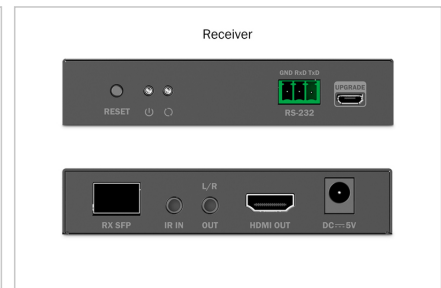 Receiver
GND RxD TxD
UPGRADE
RESET
RS-232
L/R
RX SFP
IR IN
OUT
HDMI OUT
DC⎓5V